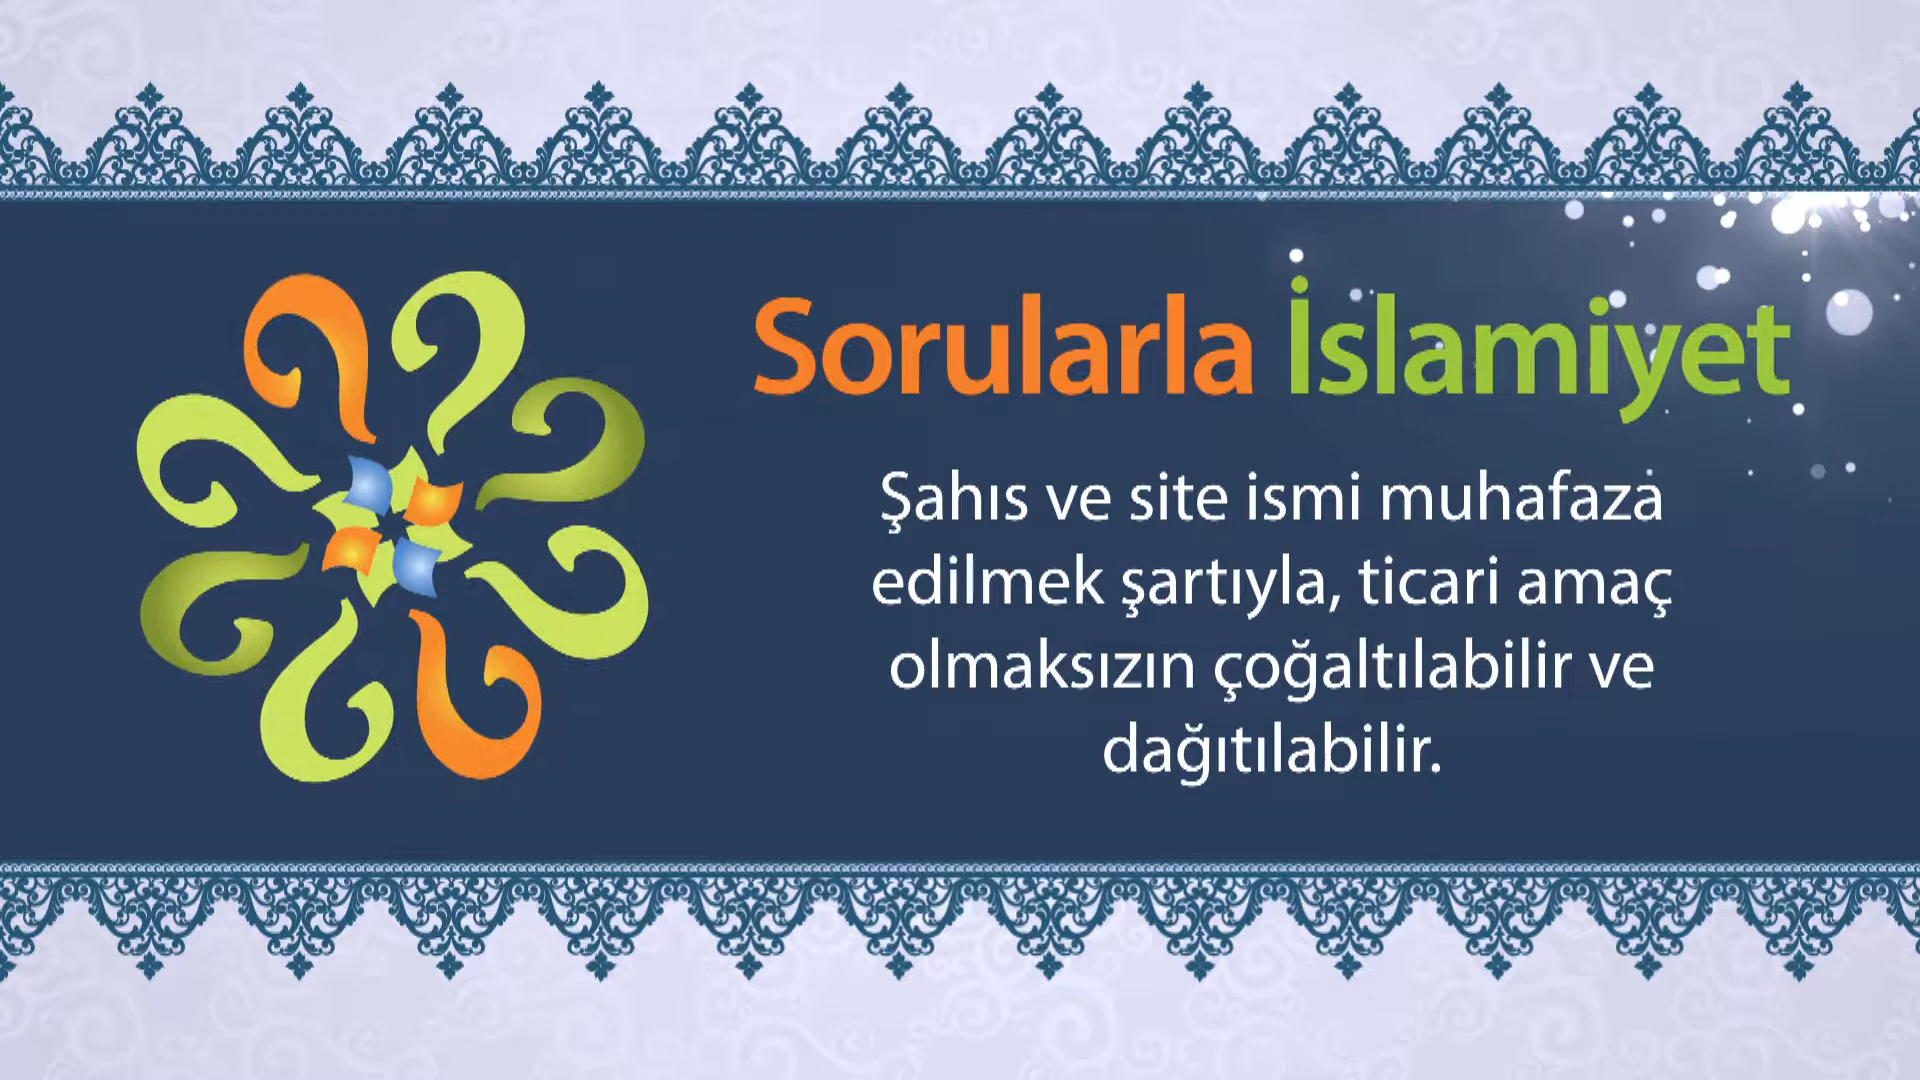 Sorularla İslamiyet
Şahıs ve site ismi muhafaza
edilmek şartıyla, ticari amaç
olmaksızın çoğaltılabilir ve
dağıtılabilir.